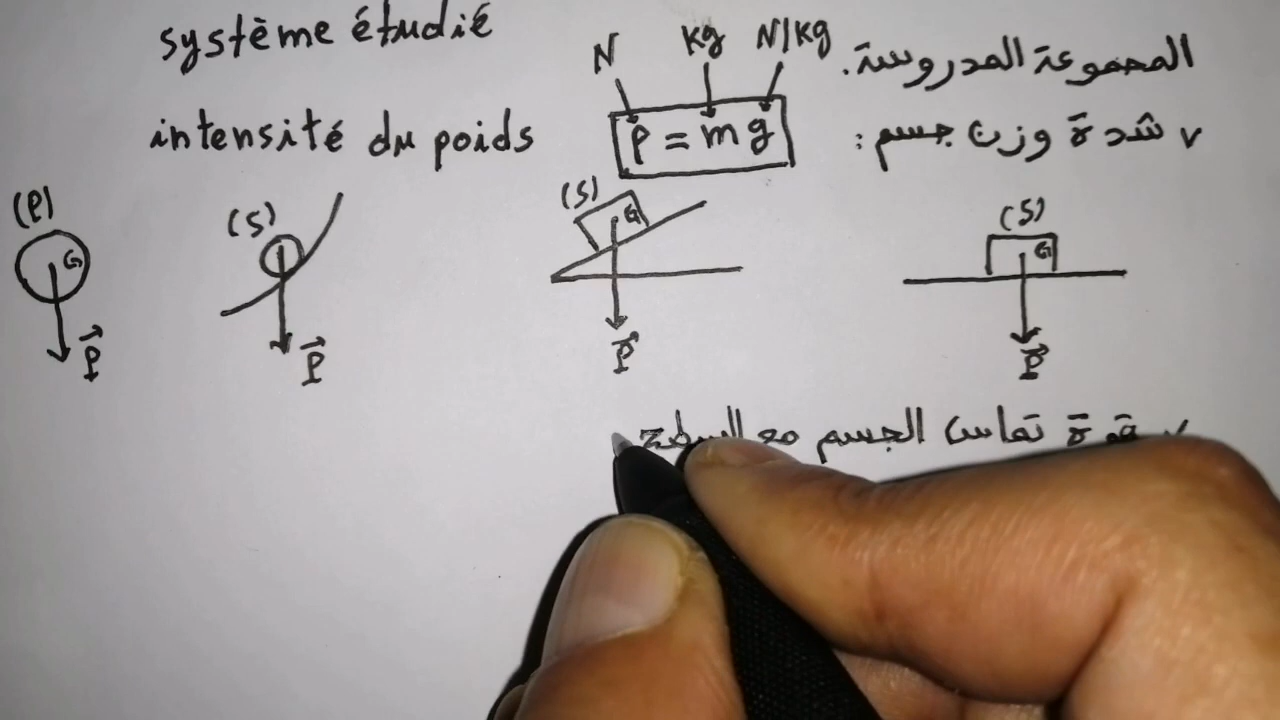 système étudié
المجموعة المدروسة.
N kg N/kg
intensité du poids
P = mg
✓ شدة وزن جسم :
(P) (S) (S) (S)
G G G
P⃗ P⃗ P⃗ P⃗
✓ قوة تماس الجسم مع السطح